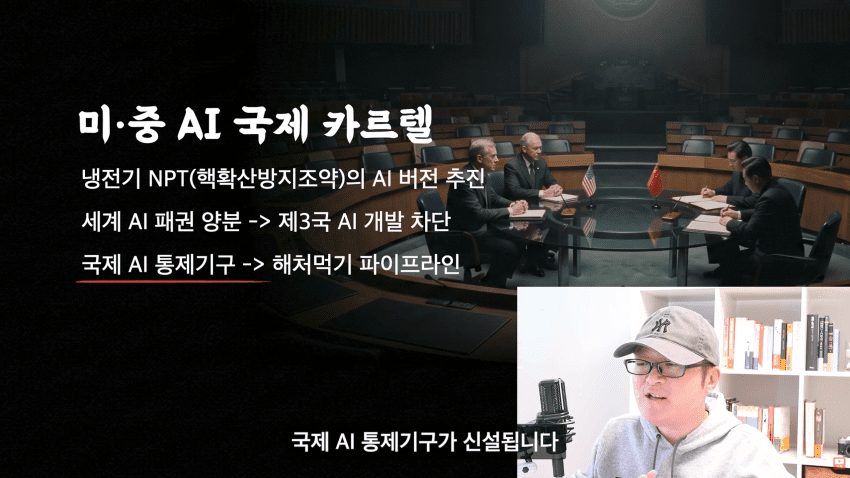 미·중 AI 국제 카르텔
냉전기 NPT(핵확산방지조약)의 AI 버전 추진
세계 AI 패권 양분 -> 제3국 AI 개발 차단
국제 AI 통제기구 -> 해처먹기 파이프라인
국제 AI 통제기구가 신설됩니다